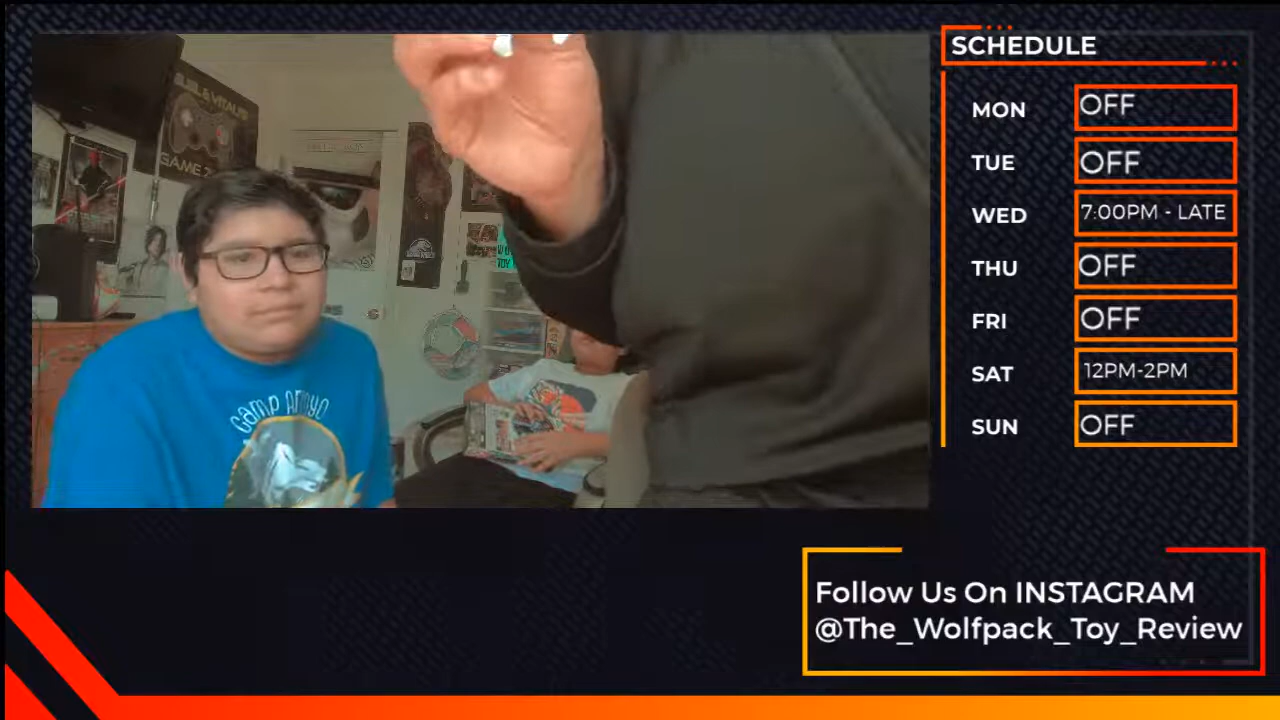 SCHEDULE
MON OFF
TUE OFF
WED 7:00PM - LATE
THU OFF
FRI OFF
SAT 12PM-2PM
SUN OFF
GAME
Camp Arroyo
Follow Us On INSTAGRAM
@The_Wolfpack_Toy_Review